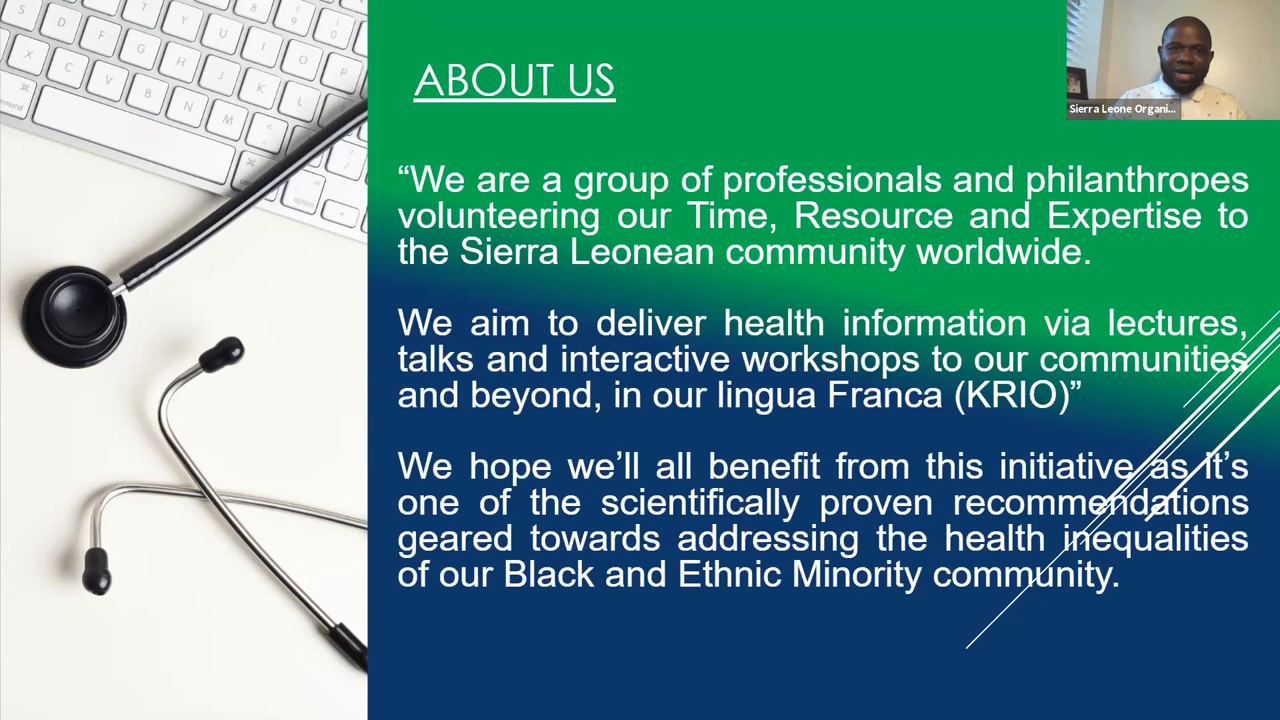 ABOUT US
Sierra Leone Organi...
“We are a group of professionals and philanthropes
volunteering our Time, Resource and Expertise to
the Sierra Leonean community worldwide.
We aim to deliver health information via lectures,
talks and interactive workshops to our communities
and beyond, in our lingua Franca (KRIO)”
We hope we’ll all benefit from this initiative as it’s
one of the scientifically proven recommendations
geared towards addressing the health inequalities
of our Black and Ethnic Minority community.
S D F G H J K L
X C V B N M
T Y U I O P
command
option